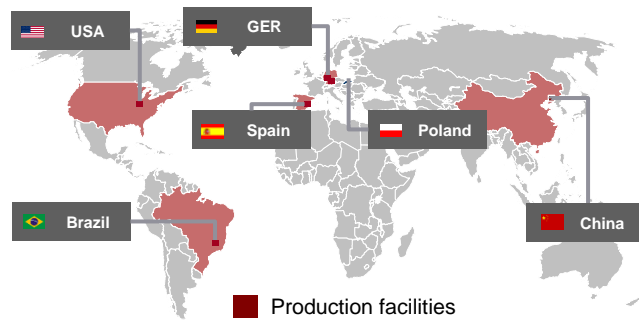 USA
GER
Spain
Poland
Brazil
China
Production facilities